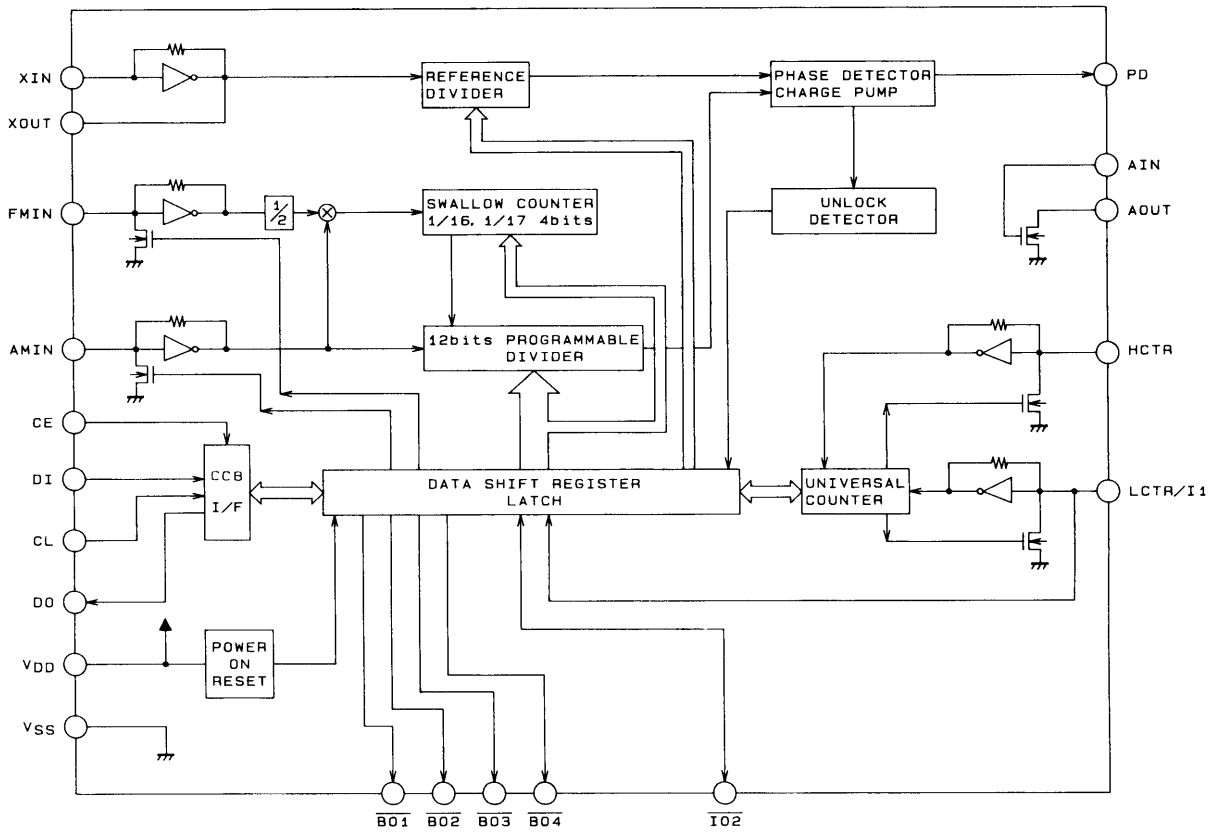 XIN
REFERENCE
DIVIDER
PHASE DETECTOR
CHARGE PUMP
PD
XOUT
AIN
FMIN
1/2
SWALLOW COUNTER
1/16, 1/17 4bits
UNLOCK
DETECTOR
AOUT
AMIN
12bits PROGRAMMABLE
DIVIDER
HCTR
CE
DI
CCB
I/F
DATA SHIFT REGISTER
LATCH
UNIVERSAL
COUNTER
LCTR/I1
CL
DO
VDD
POWER
ON
RESET
VSS
BO1
BO2
BO3
BO4
IO2